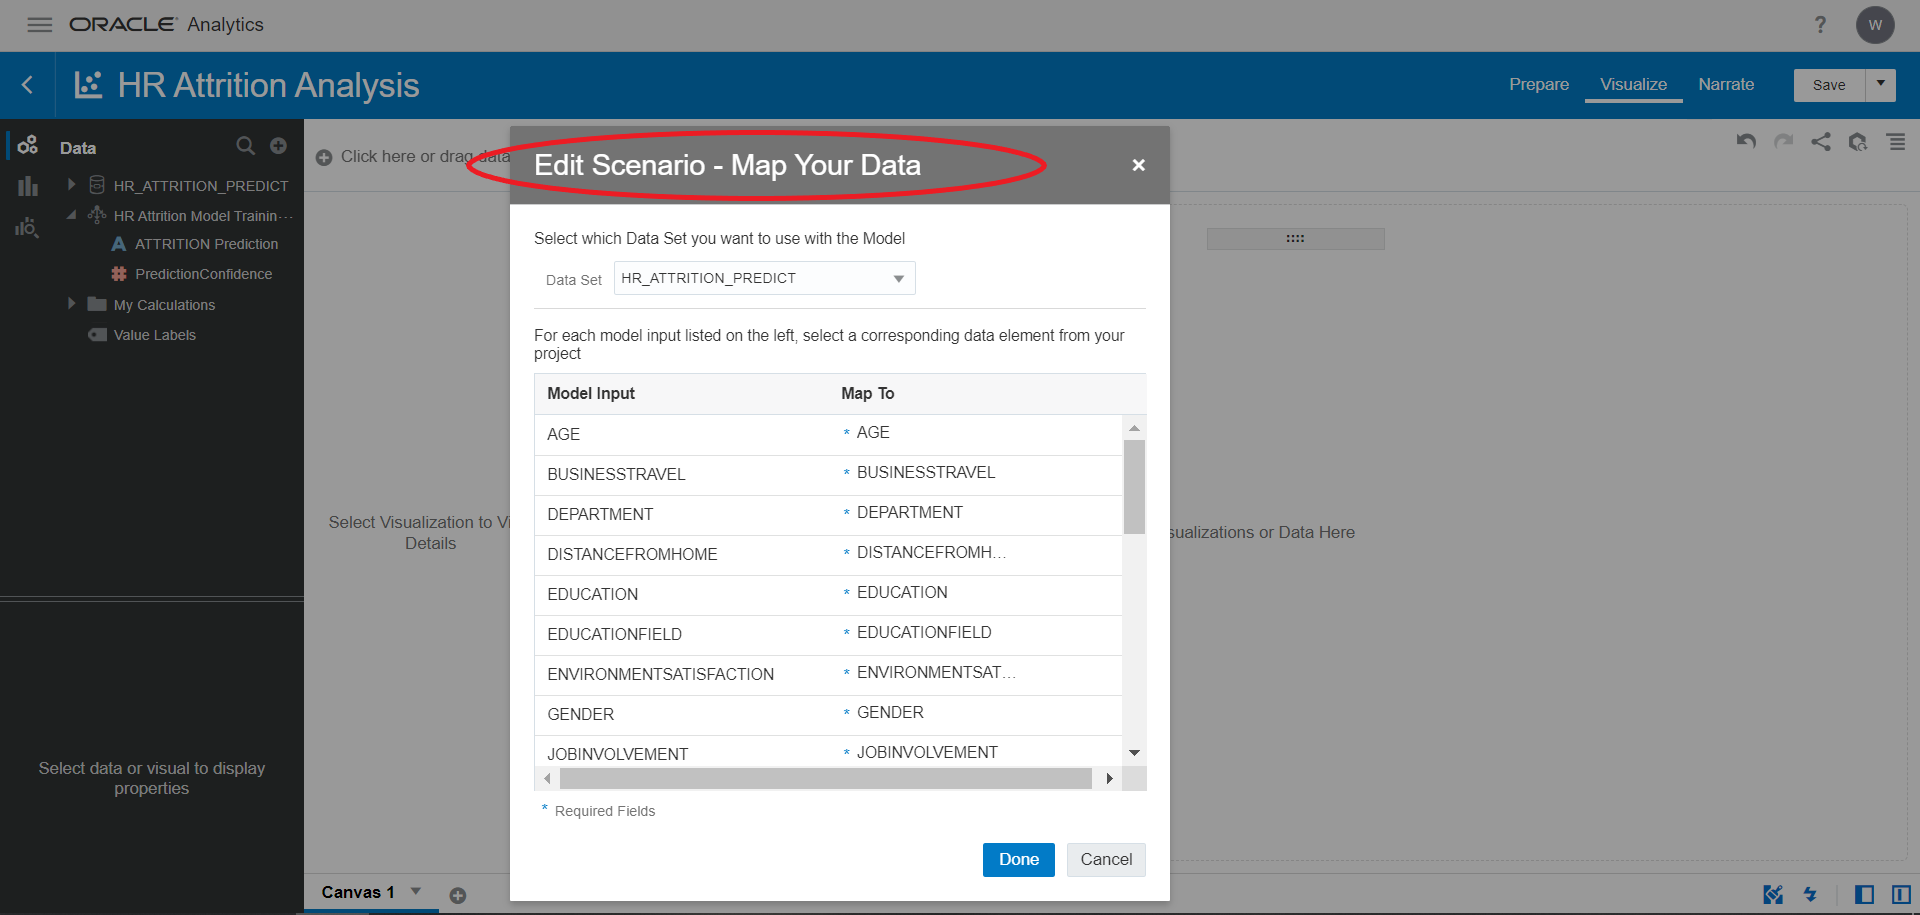 ORACLE Analytics
?
W
HR Attrition Analysis
Prepare
Visualize
Narrate
Save
Data
HR_ATTRITION_PREDICT
HR Attrition Model Trainin...
A ATTRITION Prediction
# PredictionConfidence
My Calculations
Value Labels
Select data or visual to display
properties
Click here or drag data
Select Visualization to Vi
Details
sualizations or Data Here
Edit Scenario - Map Your Data
×
Select which Data Set you want to use with the Model
Data Set HR_ATTRITION_PREDICT
For each model input listed on the left, select a corresponding data element from your
project
Model Input Map To
AGE * AGE
BUSINESSTRAVEL * BUSINESSTRAVEL
DEPARTMENT * DEPARTMENT
DISTANCEFROMHOME * DISTANCEFROMH...
EDUCATION * EDUCATION
EDUCATIONFIELD * EDUCATIONFIELD
ENVIRONMENTSATISFACTION * ENVIRONMENTSAT...
GENDER * GENDER
JOBINVOLVEMENT * JOBINVOLVEMENT
* Required Fields
Done
Cancel
Canvas 1